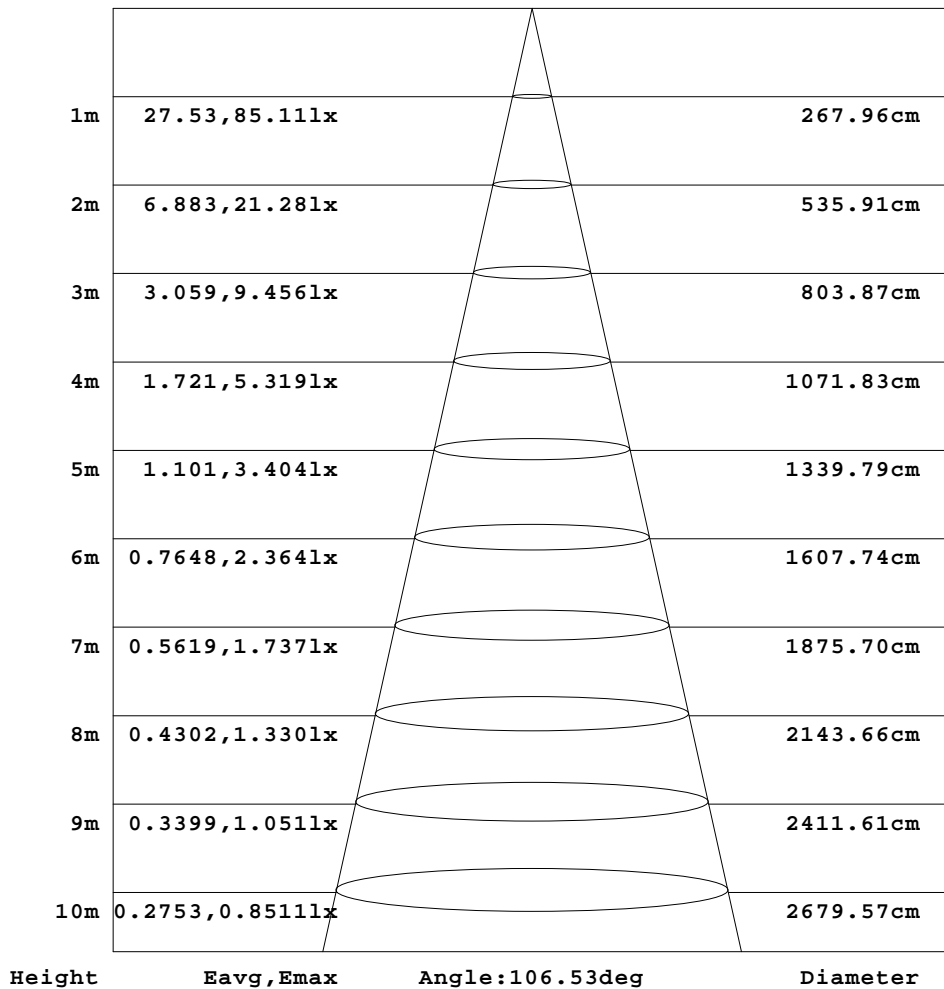 1m 27.53,85.11lx 267.96cm
2m 6.883,21.28lx 535.91cm
3m 3.059,9.456lx 803.87cm
4m 1.721,5.319lx 1071.83cm
5m 1.101,3.404lx 1339.79cm
6m 0.7648,2.364lx 1607.74cm
7m 0.5619,1.737lx 1875.70cm
8m 0.4302,1.330lx 2143.66cm
9m 0.3399,1.051lx 2411.61cm
10m 0.2753,0.8511lx 2679.57cm
Height Eavg,Emax Angle:106.53deg Diameter